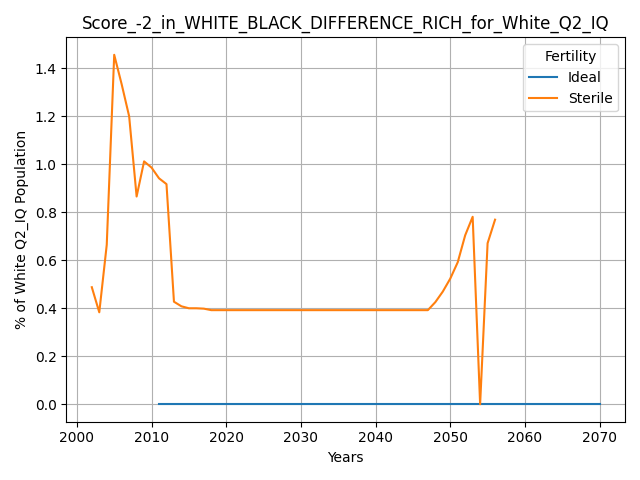 Score_-2_in_WHITE_BLACK_DIFFERENCE_RICH_for_White_Q2_IQ
Fertility
Ideal
Sterile
% of White Q2_IQ Population
1.4
1.2
1.0
0.8
0.6
0.4
0.2
0.0
2000 2010 2020 2030 2040 2050 2060 2070
Years